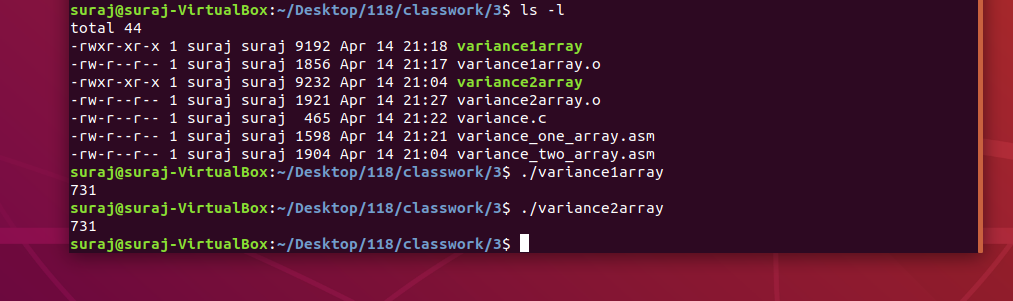 suraj@suraj-VirtualBox:~/Desktop/118/classwork/3$ ls -l
total 44
-rwxr-xr-x 1 suraj suraj 9192 Apr 14 21:18 variance1array
-rw-r--r-- 1 suraj suraj 1856 Apr 14 21:17 variance1array.o
-rwxr-xr-x 1 suraj suraj 9232 Apr 14 21:04 variance2array
-rw-r--r-- 1 suraj suraj 1921 Apr 14 21:27 variance2array.o
-rw-r--r-- 1 suraj suraj  465 Apr 14 21:22 variance.c
-rw-r--r-- 1 suraj suraj 1598 Apr 14 21:21 variance_one_array.asm
-rw-r--r-- 1 suraj suraj 1904 Apr 14 21:04 variance_two_array.asm
suraj@suraj-VirtualBox:~/Desktop/118/classwork/3$ ./variance1array
731
suraj@suraj-VirtualBox:~/Desktop/118/classwork/3$ ./variance2array
731
suraj@suraj-VirtualBox:~/Desktop/118/classwork/3$